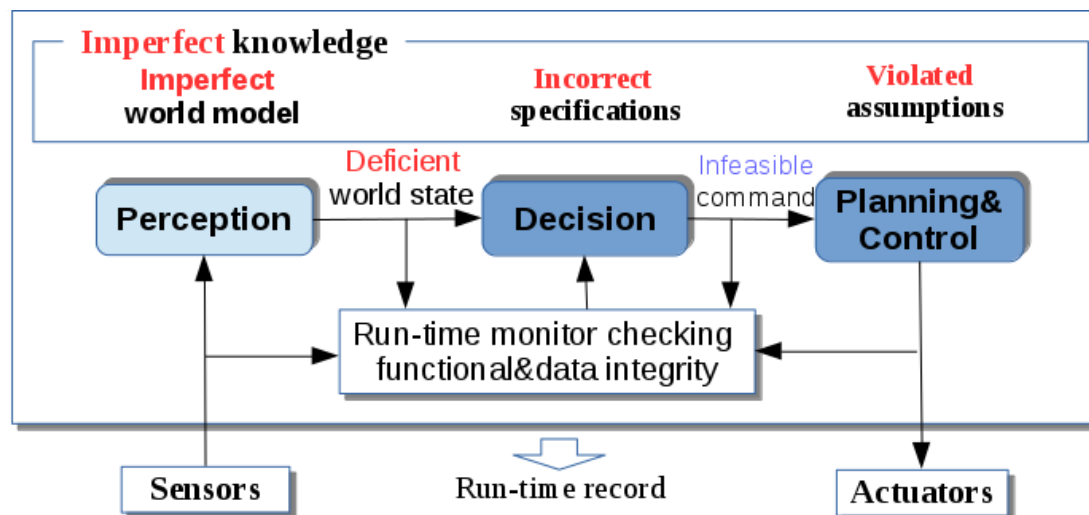 Imperfect knowledge
Imperfect
world model
Incorrect
specifications
Violated
assumptions
Deficient
world state
Infeasible
command
Perception
Decision
Planning&
Control
Run-time monitor checking
functional&data integrity
Sensors
Run-time record
Actuators